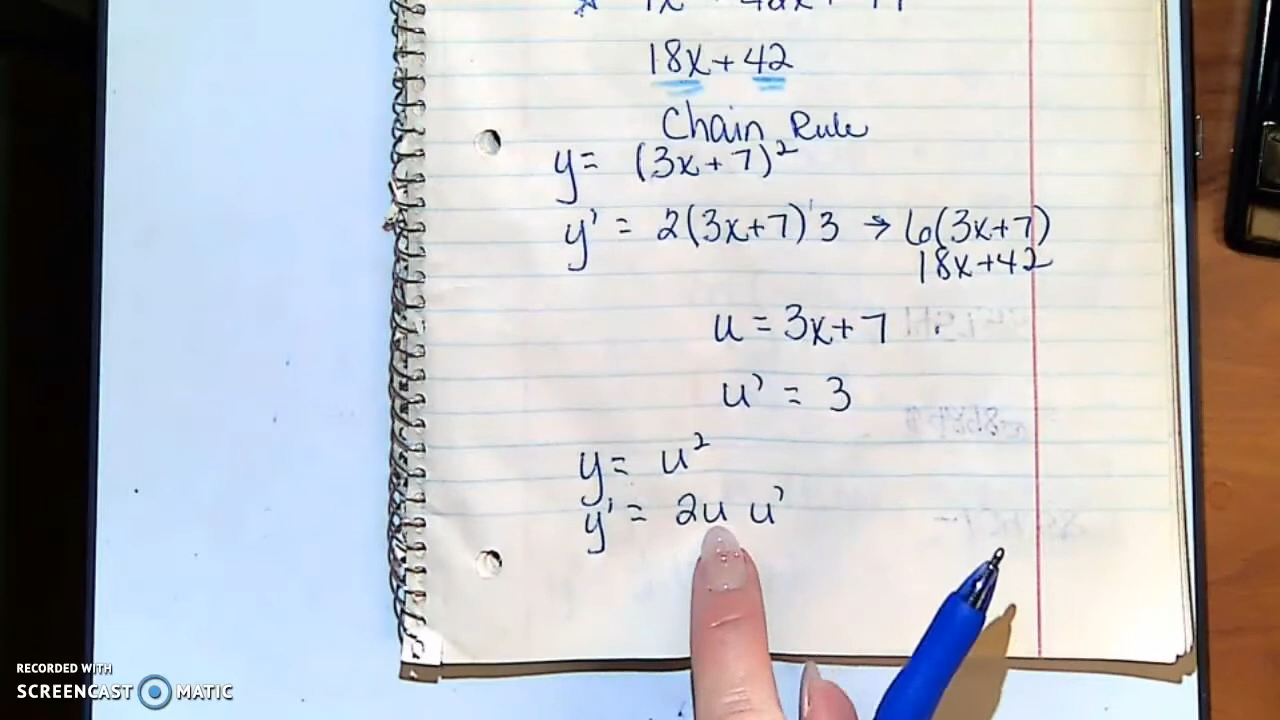 18x + 42
Chain Rule
y = (3x + 7)²
y' = 2(3x+7)¹3 → 6(3x+7)
18x+42
u = 3x + 7
u' = 3
y = u²
y' = 2u u'
RECORDED WITH
SCREENCAST MATIC